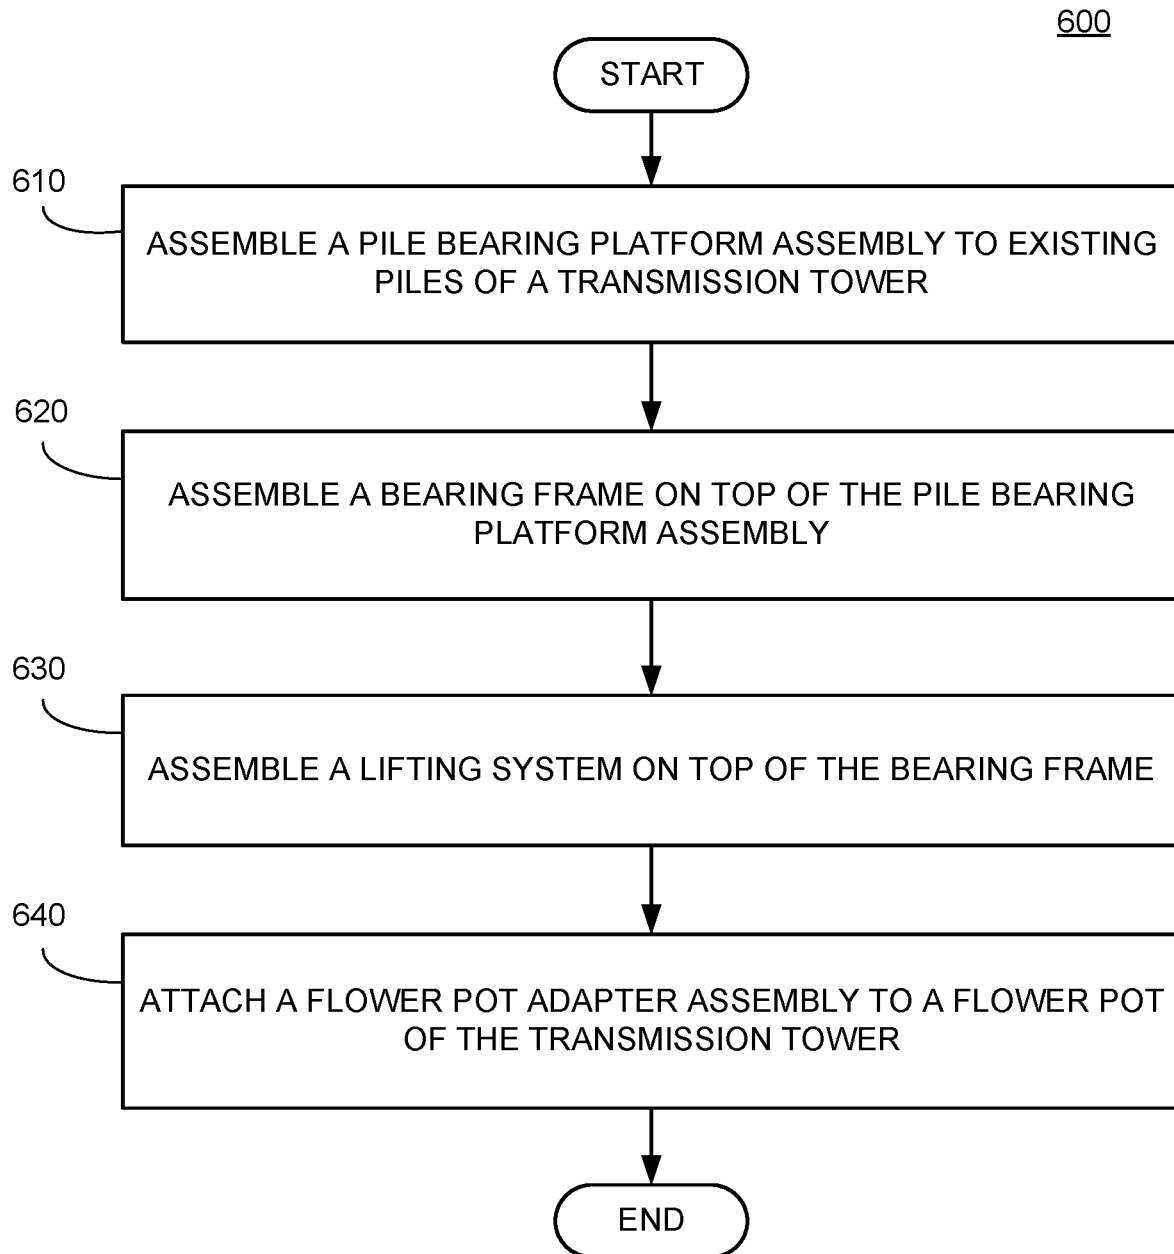 600
START
610
ASSEMBLE A PILE BEARING PLATFORM ASSEMBLY TO EXISTING
PILES OF A TRANSMISSION TOWER
620
ASSEMBLE A BEARING FRAME ON TOP OF THE PILE BEARING
PLATFORM ASSEMBLY
630
ASSEMBLE A LIFTING SYSTEM ON TOP OF THE BEARING FRAME
640
ATTACH A FLOWER POT ADAPTER ASSEMBLY TO A FLOWER POT
OF THE TRANSMISSION TOWER
END